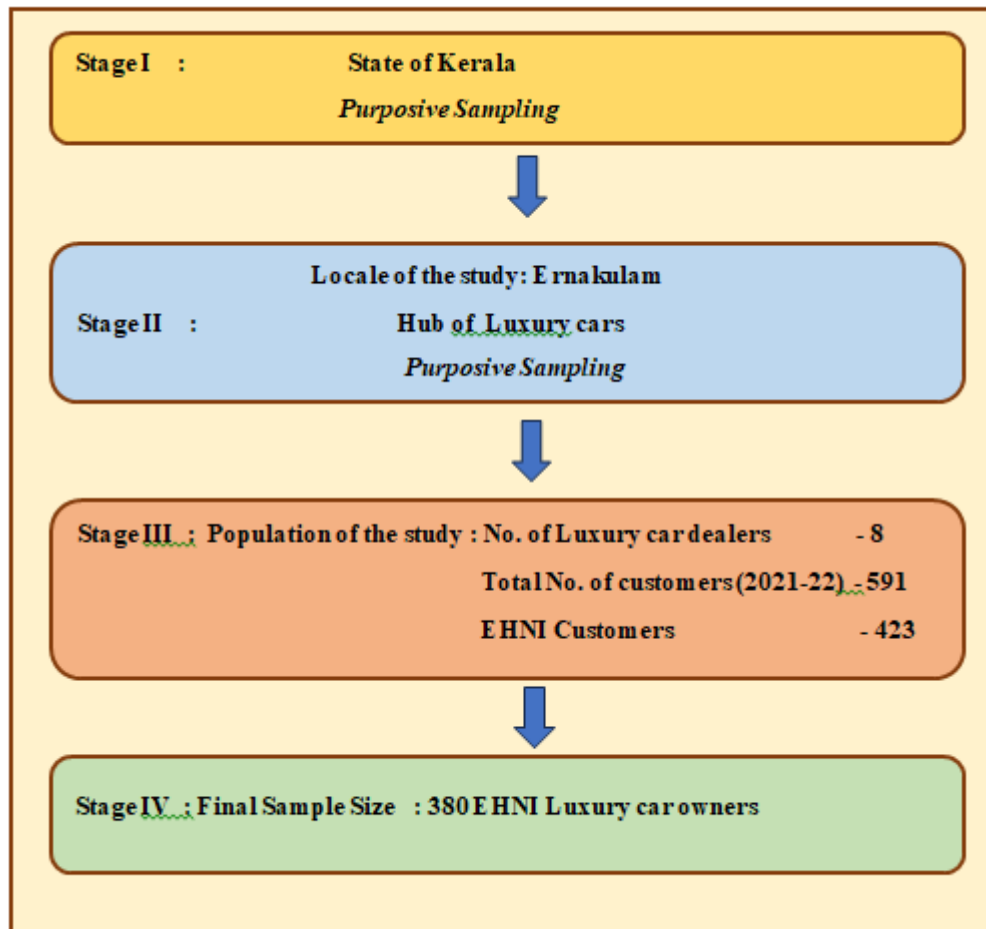 Stage I : State of Kerala
Purposive Sampling
Locale of the study: Ernakulam
Stage II : Hub of Luxury cars
Purposive Sampling
Stage III : Population of the study : No. of Luxury car dealers - 8
Total No. of customers (2021-22) - 591
EHNI Customers - 423
Stage IV : Final Sample Size : 380 EHNI Luxury car owners